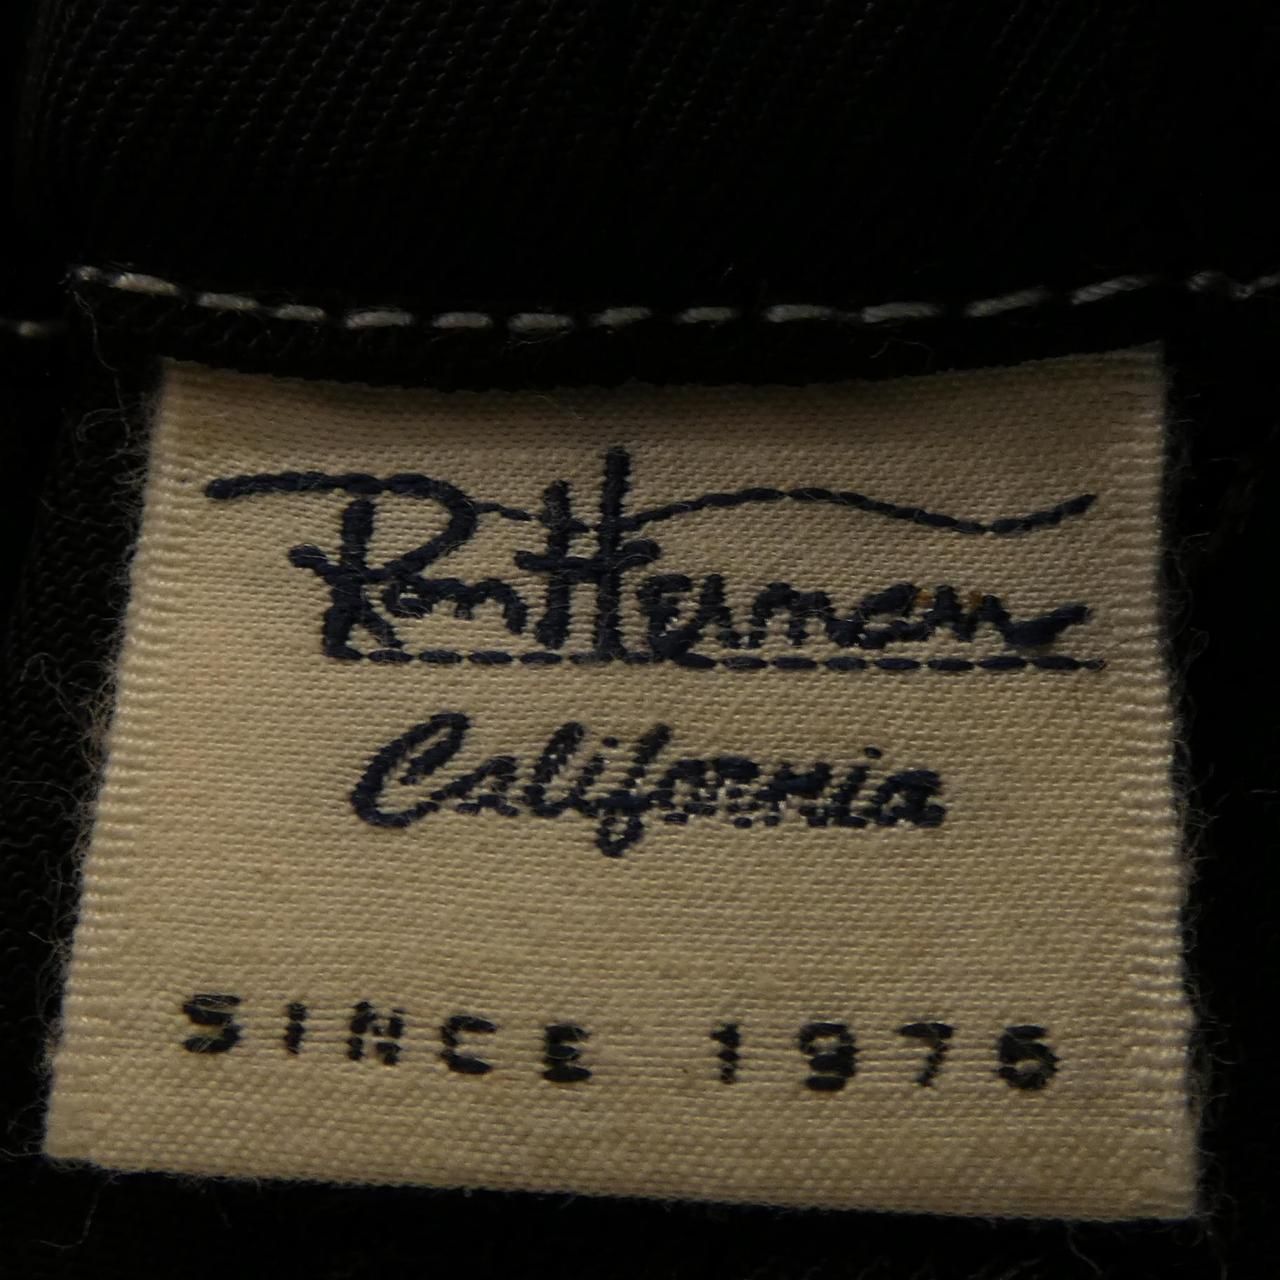 Ron Herman
California
SINCE 1976